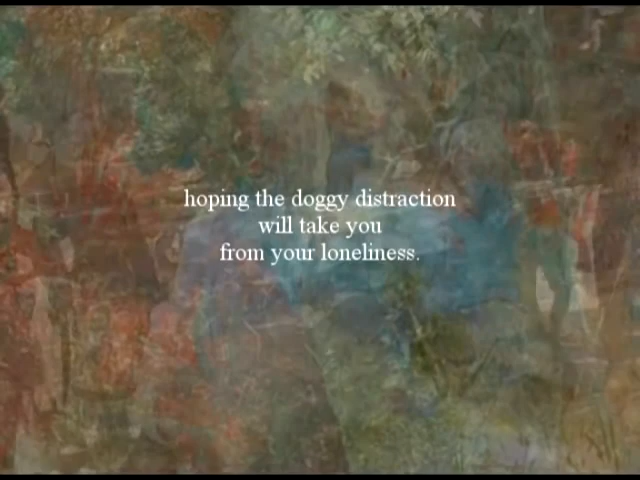 hoping the doggy distraction
will take you
from your loneliness.